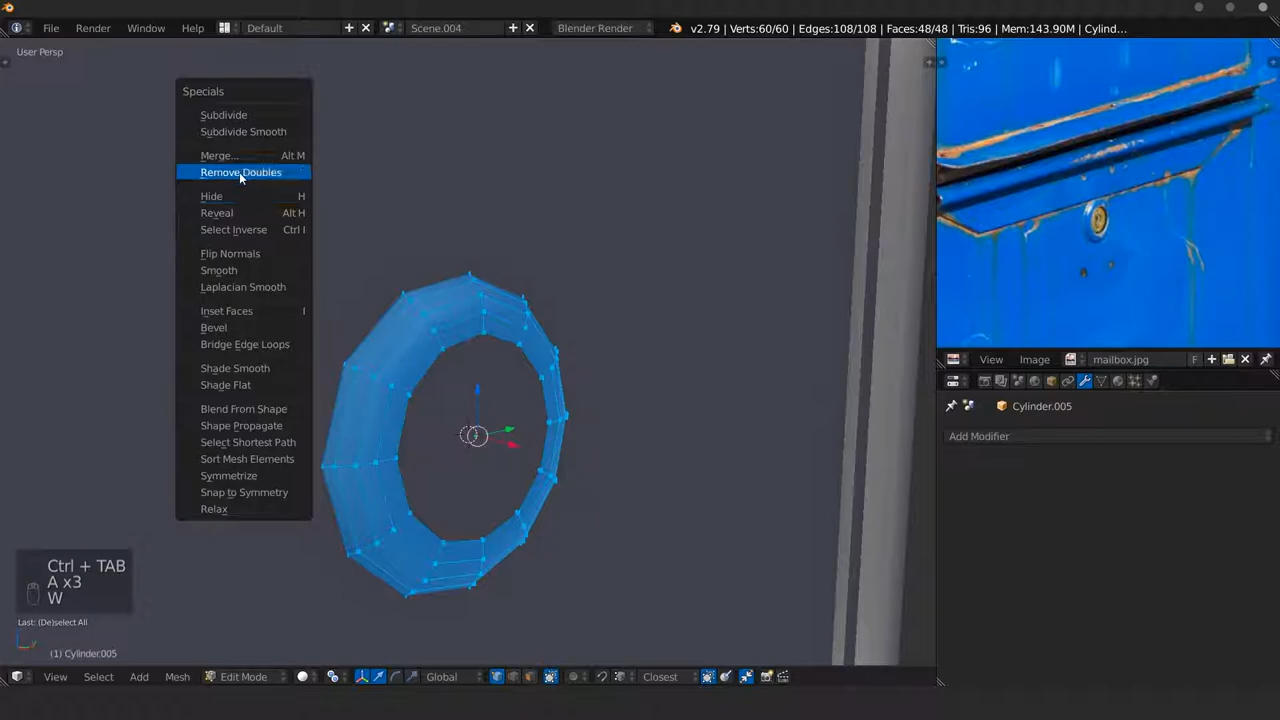 File Render Window Help Default Scene.004 Blender Render v2.79 | Verts:60/60 | Edges:108/108 | Faces:48/48 | Tris:96 | Mem:143.90M | Cylind...
User Persp
Specials
Subdivide
Subdivide Smooth
Merge... Alt M
Remove Doubles
Hide H
Reveal Alt H
Select Inverse Ctrl I
Flip Normals
Smooth
Laplacian Smooth
Inset Faces I
Bevel
Bridge Edge Loops
Shade Smooth
Shade Flat
Blend From Shape
Shape Propagate
Select Shortest Path
Sort Mesh Elements
Symmetrize
Snap to Symmetry
Relax
Ctrl + TAB
A x3
W
Last: (De)select All
(1) Cylinder.005
View Select Add Mesh Edit Mode Global Closest
View Image mailbox.jpg F
Cylinder.005
Add Modifier